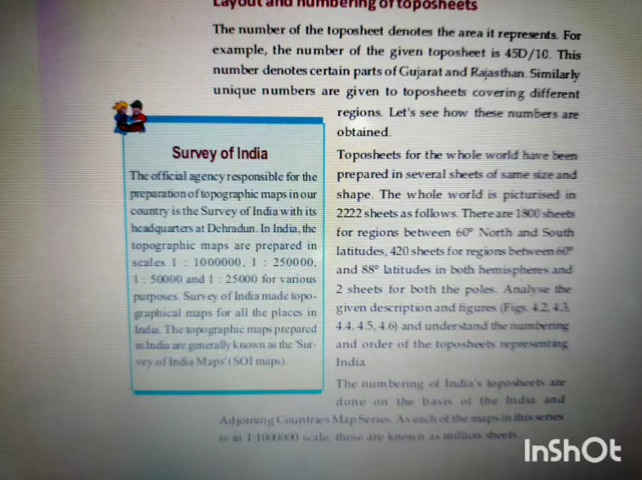 Layout and numbering of toposheets
The number of the toposheet denotes the area it represents. For
example, the number of the given toposheet is 45D/10. This
number denotes certain parts of Gujarat and Rajasthan. Similarly
unique numbers are given to toposheets covering different
regions. Let's see how these numbers are
obtained.
Survey of India
The official agency responsible for the
preparation of topographic maps in our
country is the Survey of India with its
headquarters at Dehradun. In India, the
topographic maps are prepared in
scales 1 : 1000000, 1 : 250000,
1 : 50000 and 1 : 25000 for various
purposes. Survey of India made topo-
graphical maps for all the places in
India. The topographic maps prepared
in India are generally known as the 'Sur-
vey of India Maps' (SOI maps).
Toposheets for the whole world have been
prepared in several sheets of same size and
shape. The whole world is picturised in
2222 sheets as follows. There are 1800 sheets
for regions between 60° North and South
latitudes, 420 sheets for regions between 60°
and 88° latitudes in both hemispheres and
2 sheets for both the poles. Analyse the
given description and figures (Figs. 4.2, 4.3,
4.4, 4.5, 4.6) and understand the numbering
and order of the toposheets representing
India.
The numbering of India's toposheets are
done on the basis of the India and
Adjoining Countries Map Series. As each of the maps in this series
is in 1:1000000 scale, these are known as million sheets.
InShOt